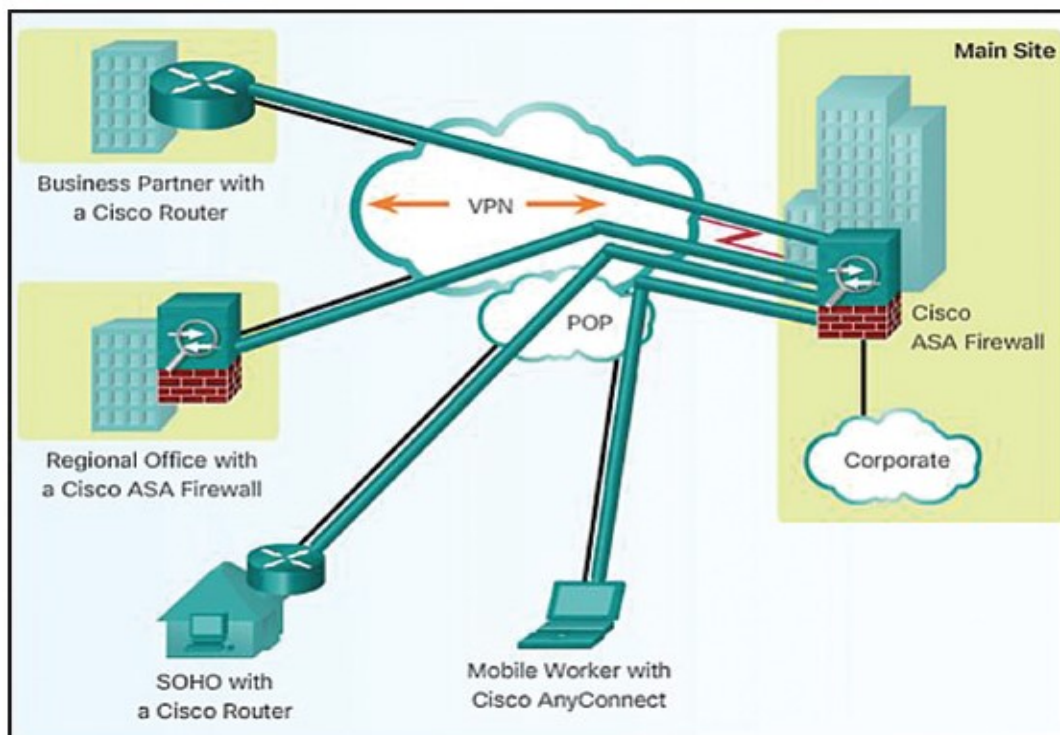 Main Site
Business Partner with
a Cisco Router
VPN
POP
Cisco
ASA Firewall
Regional Office with
a Cisco ASA Firewall
Corporate
SOHO with
a Cisco Router
Mobile Worker with
Cisco AnyConnect